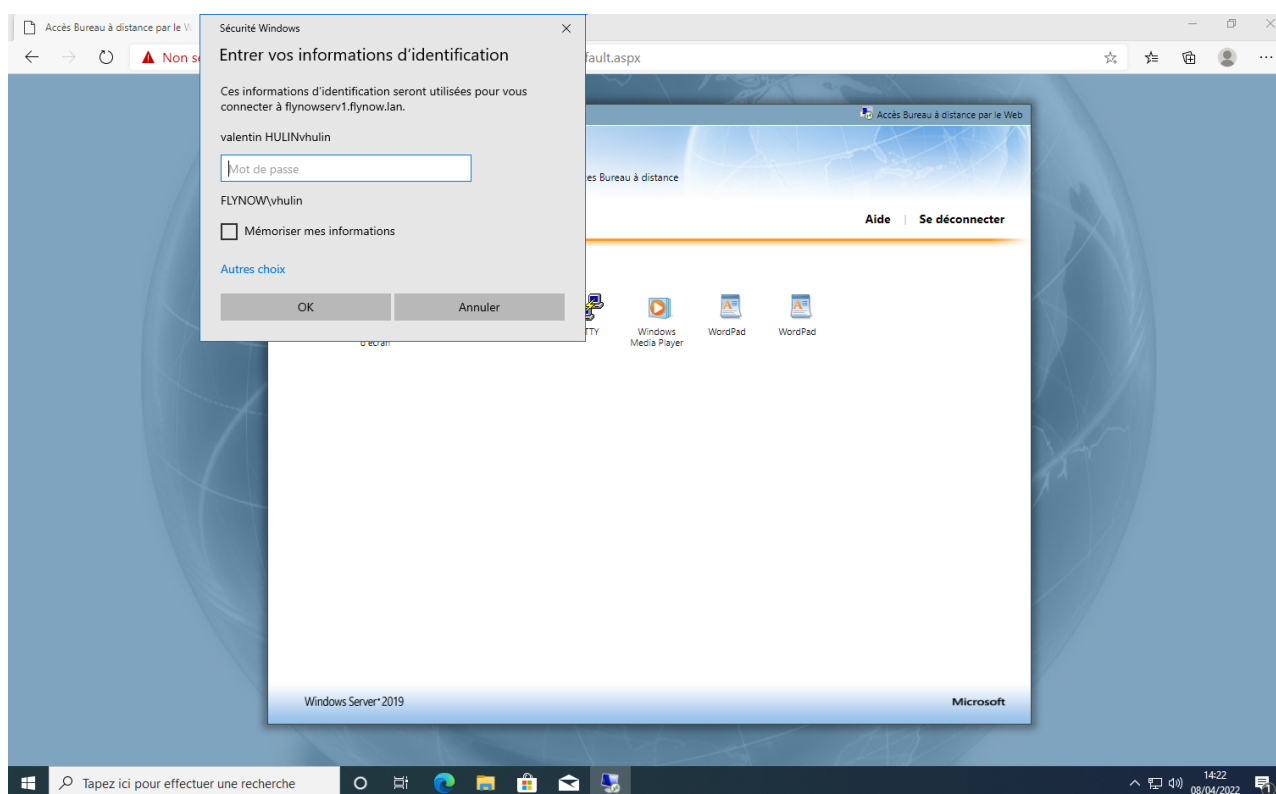 Accès Bureau à distance par le W
Sécurité Windows
Entrer vos informations d'identification
Ces informations d'identification seront utilisées pour vous
connecter à flynowserv1.flynow.lan.
valentin HULINvhulin
Mot de passe
FLYNOW\vhulin
Mémoriser mes informations
Autres choix
OK
Annuler
Non sé
fault.aspx
Accès Bureau à distance par le Web
es Bureau à distance
Aide | Se déconnecter
d'écran
TTY
Windows
Media Player
WordPad
WordPad
Windows Server 2019
Microsoft
Tapez ici pour effectuer une recherche
14:22
08/04/2022
1